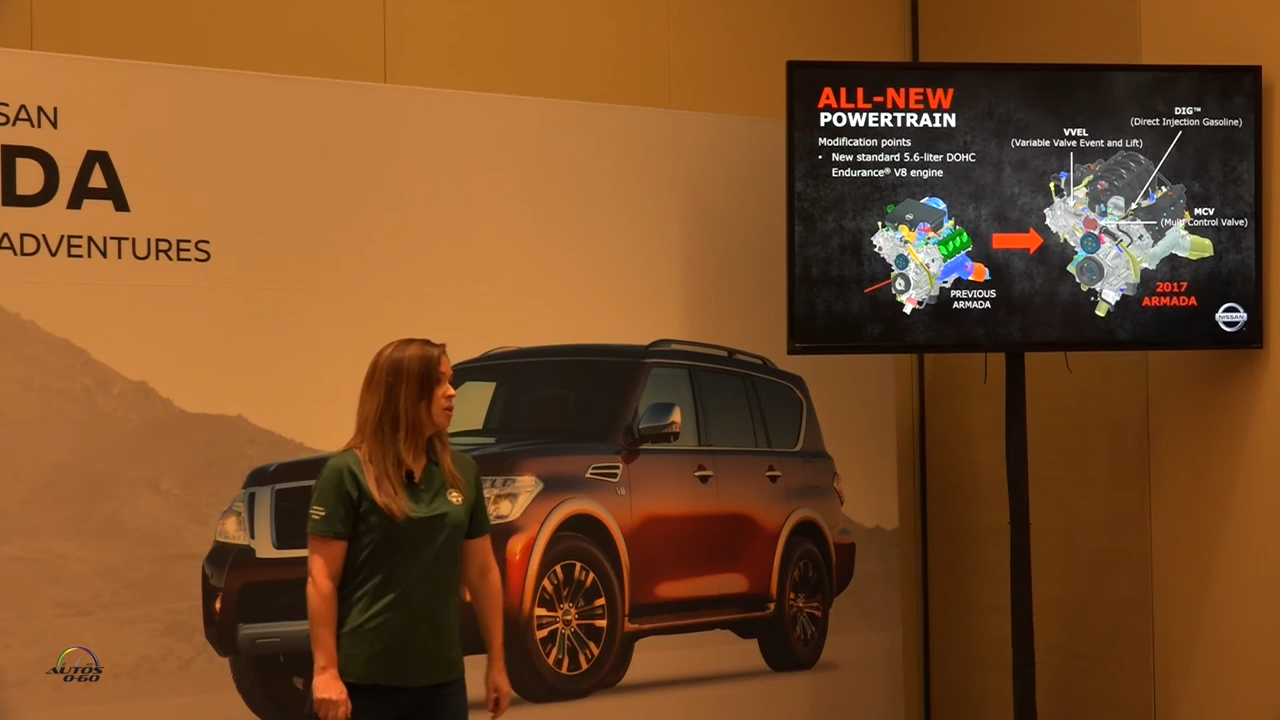 SAN
DA
ADVENTURES
ALL-NEW
POWERTRAIN
Modification points
• New standard 5.6-liter DOHC
Endurance® V8 engine
DIG™
(Direct Injection Gasoline)
VVEL
(Variable Valve Event and Lift)
MCV
(Multi Control Valve)
PREVIOUS
ARMADA
2017
ARMADA
NISSAN
V8
AUTOS
0-60